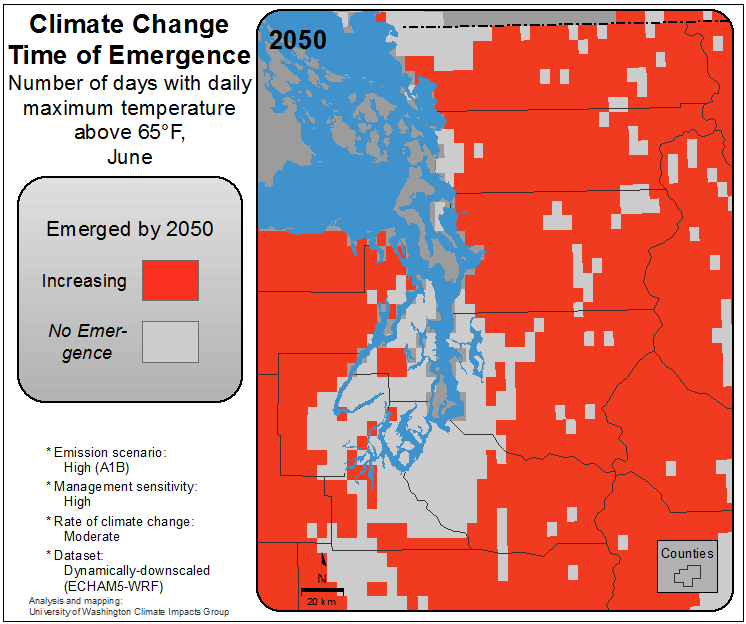 Climate Change
Time of Emergence
Number of days with daily
maximum temperature
above 65°F,
June
2050
Emerged by 2050
Increasing
No Emer-
gence
* Emission scenario:
High (A1B)
* Management sensitivity:
High
* Rate of climate change:
Moderate
* Dataset:
Dynamically-downscaled
(ECHAM5-WRF)
Analysis and mapping:
University of Washington Climate Impacts Group
N
20 km
Counties